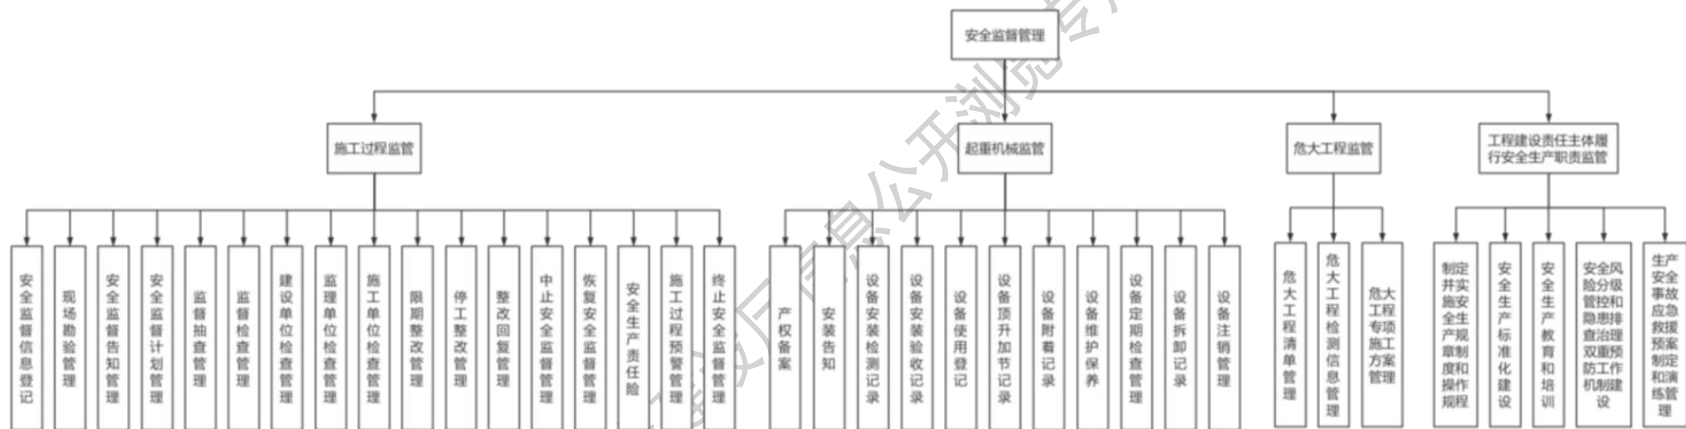 安全监督管理
施工过程监管
起重机械监管
危大工程监管
工程建设责任主体履
行安全生产职责监管
安全监督信息登记
现场勘验管理
安全监督告知管理
安全监督计划管理
监督抽查管理
监督检查管理
建设单位检查管理
监理单位检查管理
施工单位检查管理
限期整改管理
停工整改管理
整改回复管理
中止安全监督管理
恢复安全监督管理
安全生产责任险
施工过程预警管理
终止安全监督管理
产权备案
安装告知
设备安装检测记录
设备安装验收记录
设备使用登记
设备顶升加节记录
设备附着记录
设备维护保养
设备定期检查管理
设备拆卸记录
设备注销管理
危大工程清单管理
危大工程检测信息管理
危大
工程
专项
施工
方案
管理
制定
并实
施安
全生
产规
章制
度和
操作
规程
安全生产标准化建设
安全生产教育和培训
安全风
险分级
管控和
隐患排
查治理
双重预
防工作
机制建
设
生产
安全
事故
应急
救援
预案
制定
和演
练管
理
信息公开浏览专